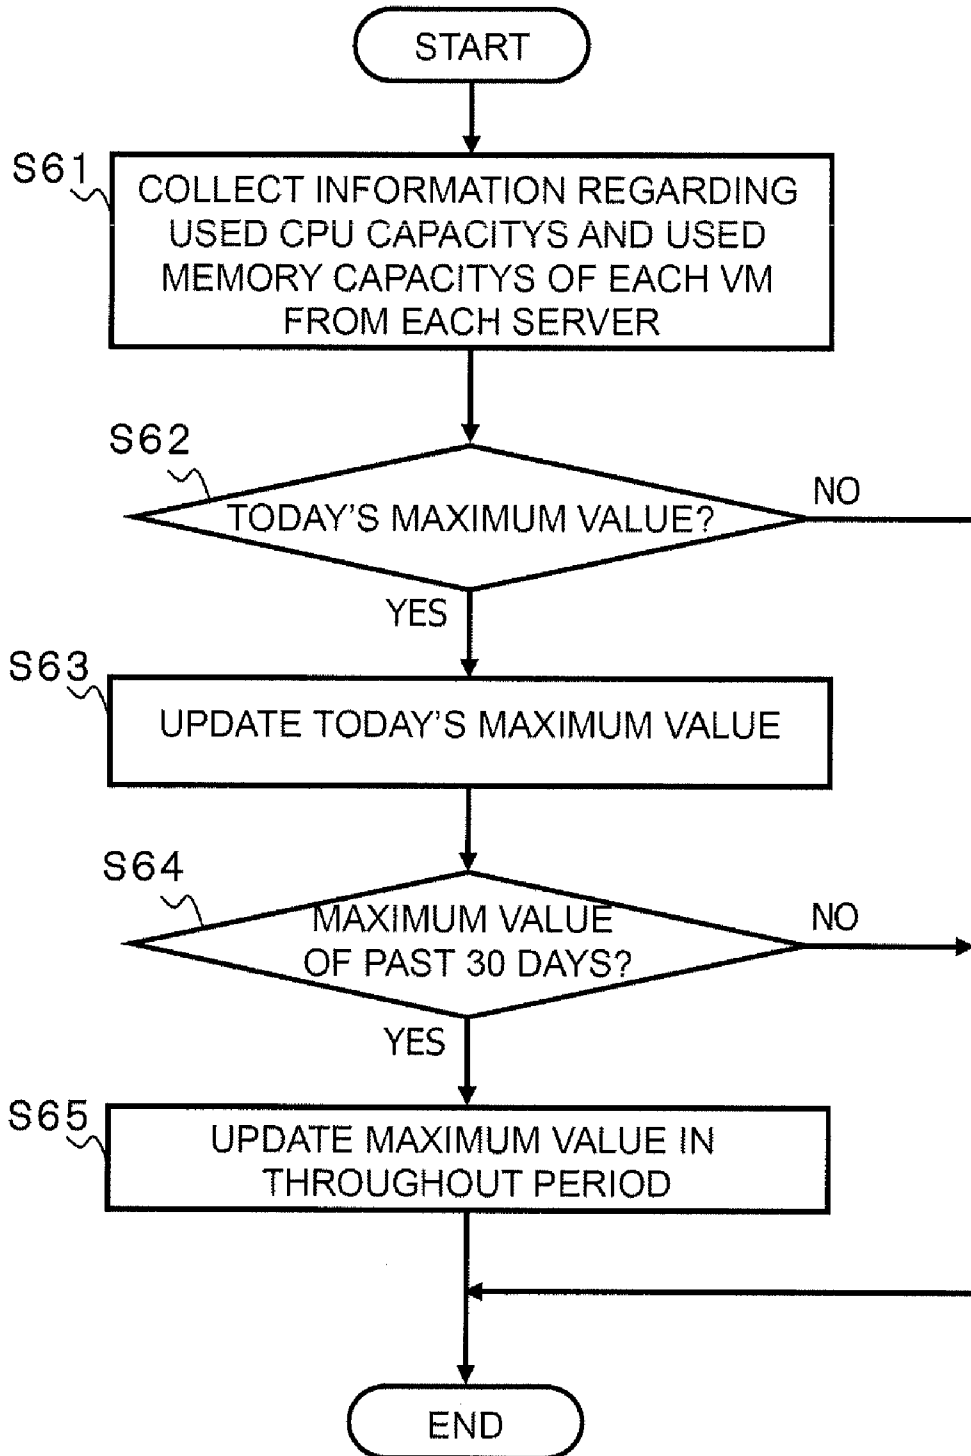 START
S61
COLLECT INFORMATION REGARDING
USED CPU CAPACITYS AND USED
MEMORY CAPACITYS OF EACH VM
FROM EACH SERVER
S62
TODAY'S MAXIMUM VALUE?
NO
YES
S63
UPDATE TODAY'S MAXIMUM VALUE
S64
MAXIMUM VALUE
OF PAST 30 DAYS?
NO
YES
S65
UPDATE MAXIMUM VALUE IN
THROUGHOUT PERIOD
END